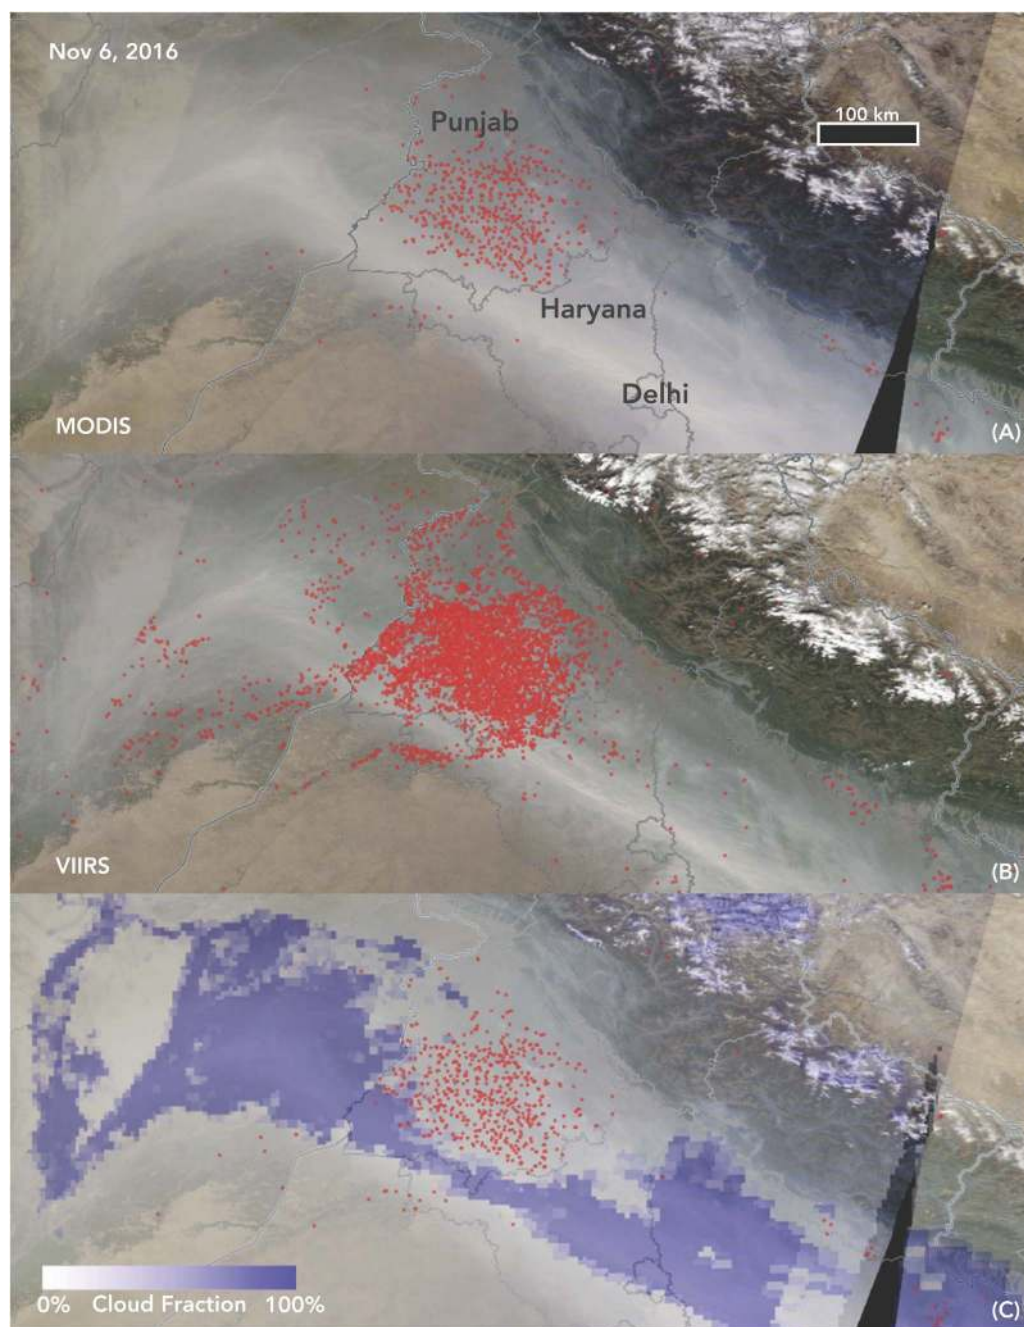 Nov 6, 2016
Punjab
100 km
Haryana
Delhi
MODIS
(A)
VIIRS
(B)
0% Cloud Fraction 100%
(C)